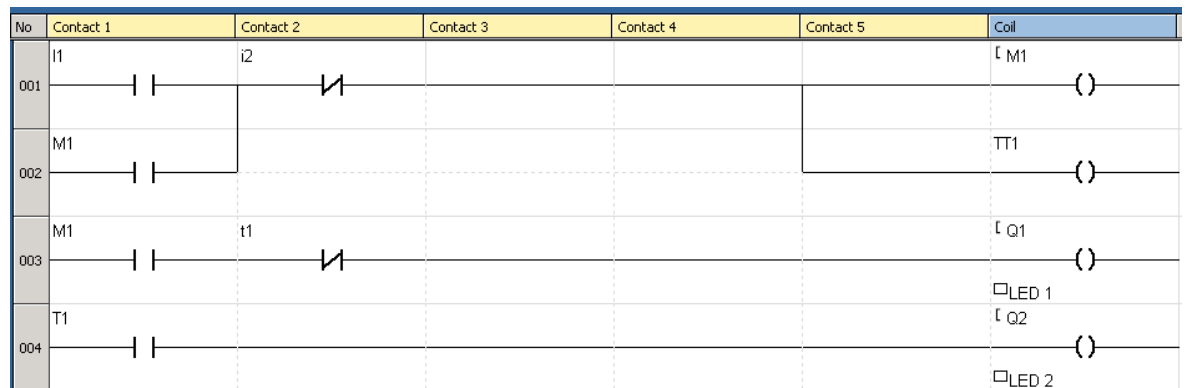 No Contact 1 Contact 2 Contact 3 Contact 4 Contact 5 Coil
I1 i2 [ M1
001
M1 TT1
002
M1 t1 [ Q1
003
LED 1
T1 [ Q2
004
LED 2